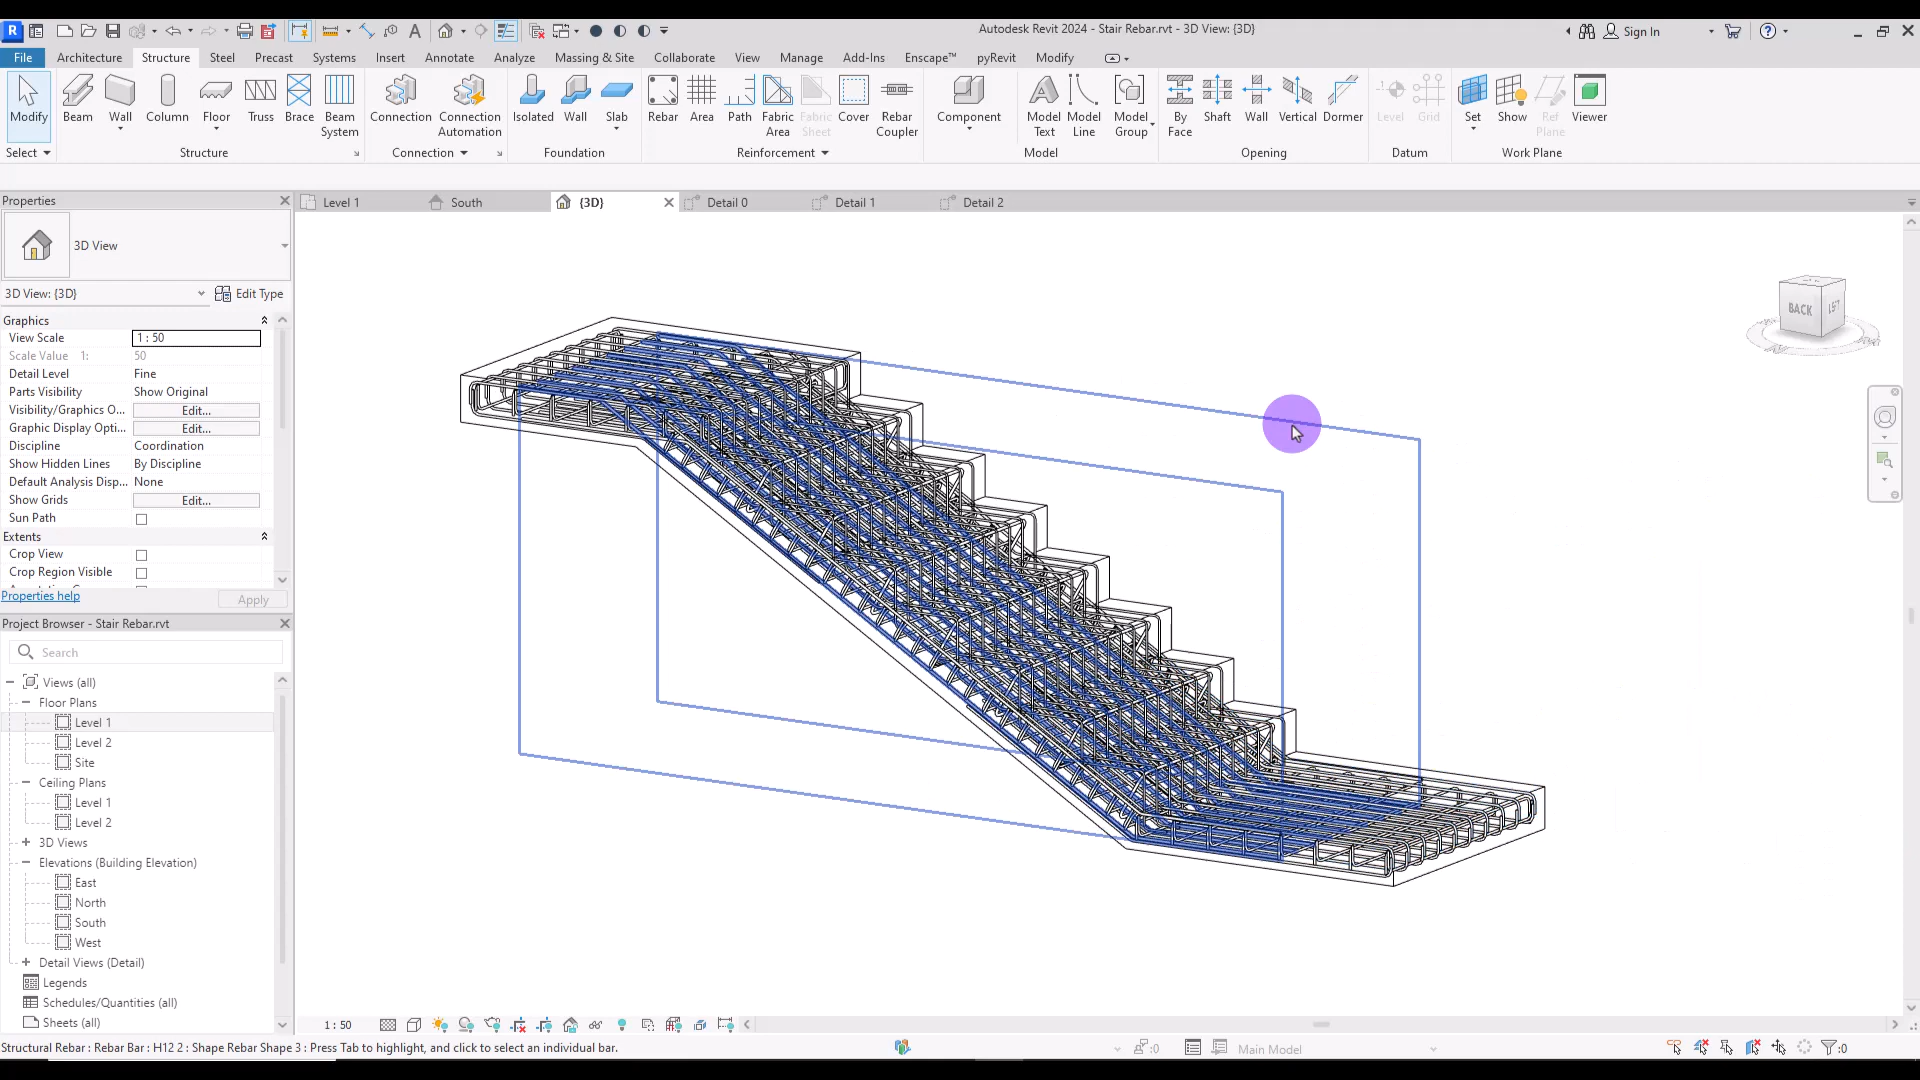 Autodesk Revit 2024 - Stair Rebar.rvt - 3D View: {3D}
Sign In
File Architecture Structure Steel Precast Systems Insert Annotate Analyze Massing & Site Collaborate View Manage Add-Ins Enscape™ pyRevit Modify
Modify Beam Wall Column Floor Truss Brace Beam System Connection Connection Automation Isolated Wall Slab Rebar Area Path Fabric Area Fabric Sheet Cover Rebar Coupler Component Model Text Model Line Model Group By Face Shaft Wall Vertical Dormer Level Grid Set Show Ref Plane Viewer
Select Structure Connection Foundation Reinforcement Model Opening Datum Work Plane
Properties
Level 1 South {3D} Detail 0 Detail 1 Detail 2
3D View
3D View: {3D} Edit Type
Graphics
View Scale 1 : 50
Scale Value 1: 50
Detail Level Fine
Parts Visibility Show Original
Visibility/Graphics O... Edit...
Graphic Display Opti... Edit...
Discipline Coordination
Show Hidden Lines By Discipline
Default Analysis Disp... None
Show Grids Edit...
Sun Path
Extents
Crop View
Crop Region Visible
Properties help Apply
Project Browser - Stair Rebar.rvt
Search
Views (all)
Floor Plans
Level 1
Level 2
Site
Ceiling Plans
Level 1
Level 2
3D Views
Elevations (Building Elevation)
East
North
South
West
Detail Views (Detail)
Legends
Schedules/Quantities (all)
Sheets (all)
BACK
LEFT
1 : 50
Structural Rebar : Rebar Bar : H12 2 : Shape Rebar Shape 3 : Press Tab to highlight, and click to select an individual bar.
:0
Main Model
:0